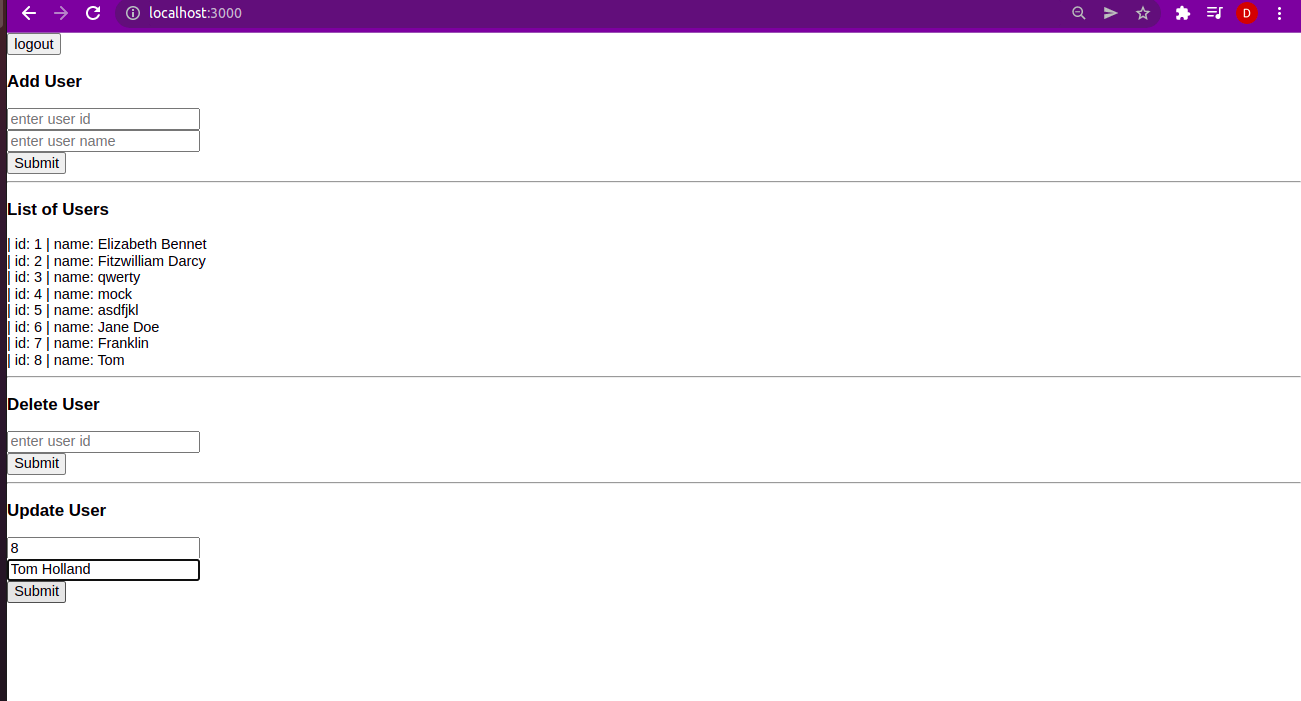 localhost:3000
D
logout
Add User
enter user id
enter user name
Submit
List of Users
| id: 1 | name: Elizabeth Bennet
| id: 2 | name: Fitzwilliam Darcy
| id: 3 | name: qwerty
| id: 4 | name: mock
| id: 5 | name: asdfjkl
| id: 6 | name: Jane Doe
| id: 7 | name: Franklin
| id: 8 | name: Tom
Delete User
enter user id
Submit
Update User
8
Tom Holland
Submit